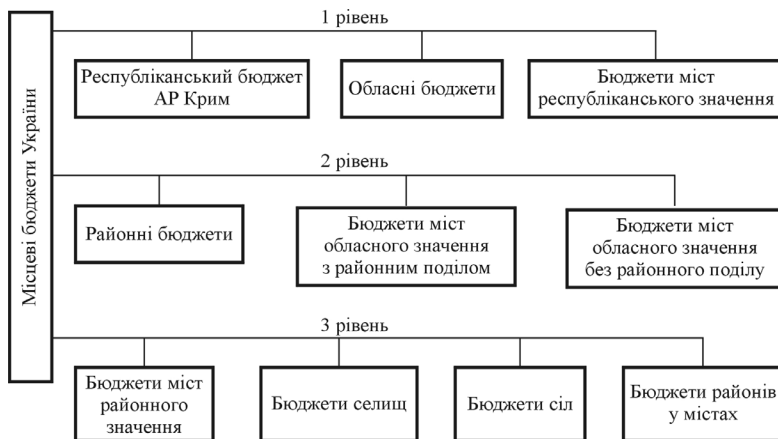 Місцеві бюджети України
1 рівень
Республіканський бюджет
АР Крим
Обласні бюджети
Бюджети міст
республіканського значення
2 рівень
Районні бюджети
Бюджети міст
обласного значення
з районним поділом
Бюджети міст
обласного значення
без районного поділу
3 рівень
Бюджети міст
районного
значення
Бюджети селищ
Бюджети сіл
Бюджети районів
у містах